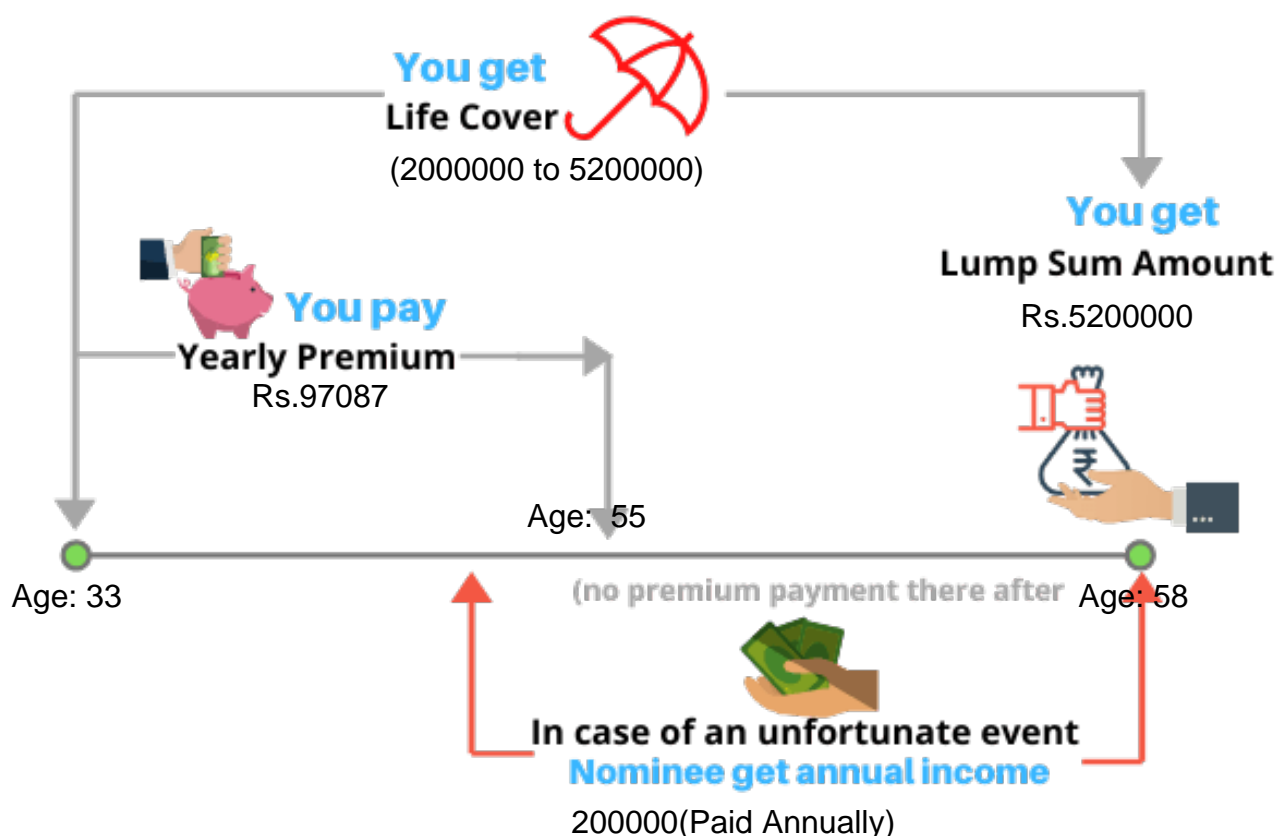 You get
Life Cover
(2000000 to 5200000)
You get
Lump Sum Amount
Rs.5200000
You pay
Yearly Premium
Rs.97087
₹
Age: 55
Age: 33
(no premium payment there after
Age: 58
In case of an unfortunate event
Nominee get annual income
200000(Paid Annually)